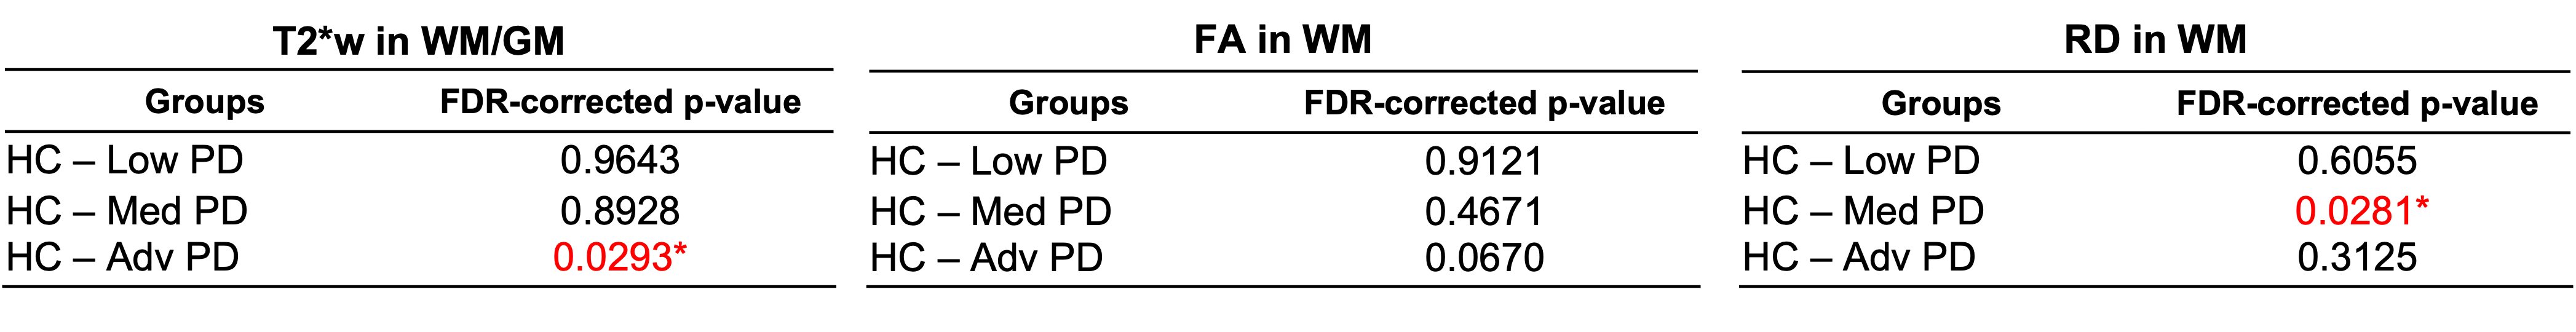 T2*w in WM/GM
Groups FDR-corrected p-value
HC – Low PD 0.9643
HC – Med PD 0.8928
HC – Adv PD 0.0293*
FA in WM
Groups FDR-corrected p-value
HC – Low PD 0.9121
HC – Med PD 0.4671
HC – Adv PD 0.0670
RD in WM
Groups FDR-corrected p-value
HC – Low PD 0.6055
HC – Med PD 0.0281*
HC – Adv PD 0.3125